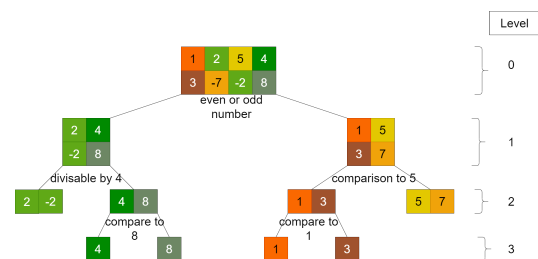 Level
1 2 5 4
0
3 -7 -2 8
even or odd
number
2 4
1 5
1
-2 8
3 7
divisable by 4
comparison to 5
2 -2
4 8
1 3
5 7
2
compare to
8
compare to
1
4
8
1
3
3